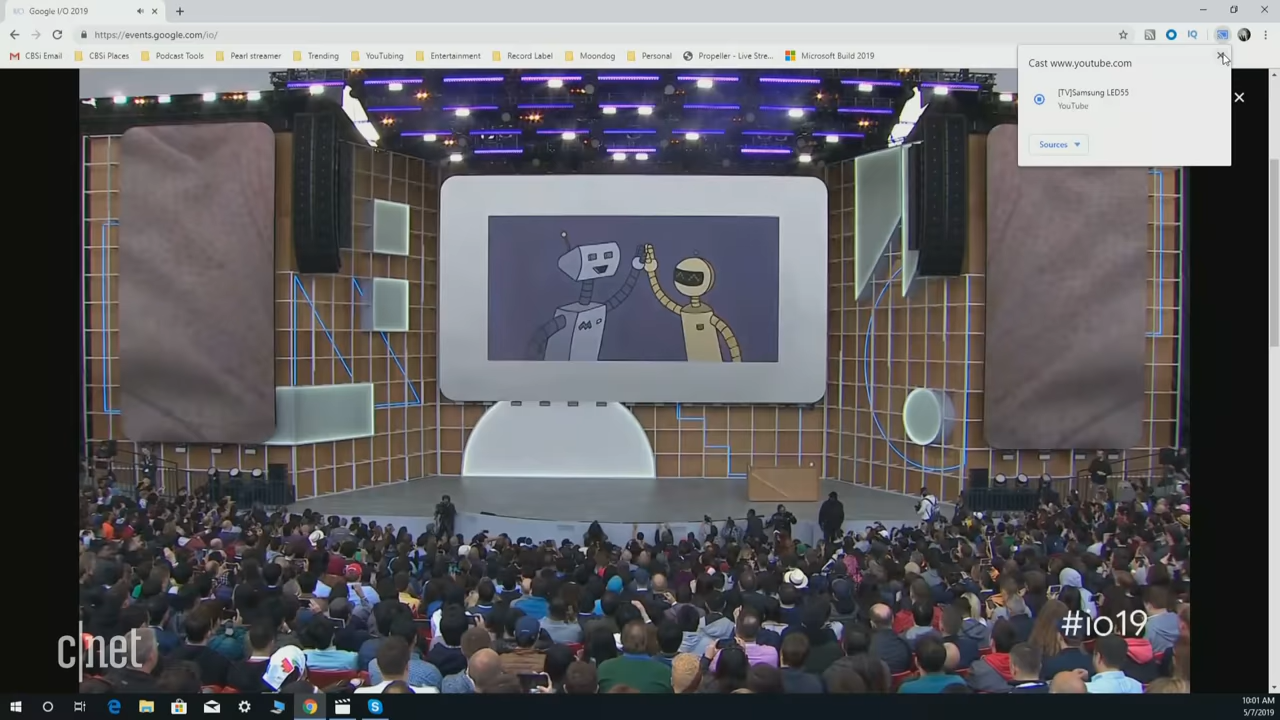 Google I/O 2019
https://events.google.com/io/
CBSi Email
CBSi Places
Podcast Tools
Pearl streamer
Trending
YouTubing
Entertainment
Record Label
Moondog
Personal
Propeller - Live Stre...
Microsoft Build 2019
IQ
Cast www.youtube.com
[TV]Samsung LED55
YouTube
Sources
#io19
c|net
10:01 AM
5/7/2019